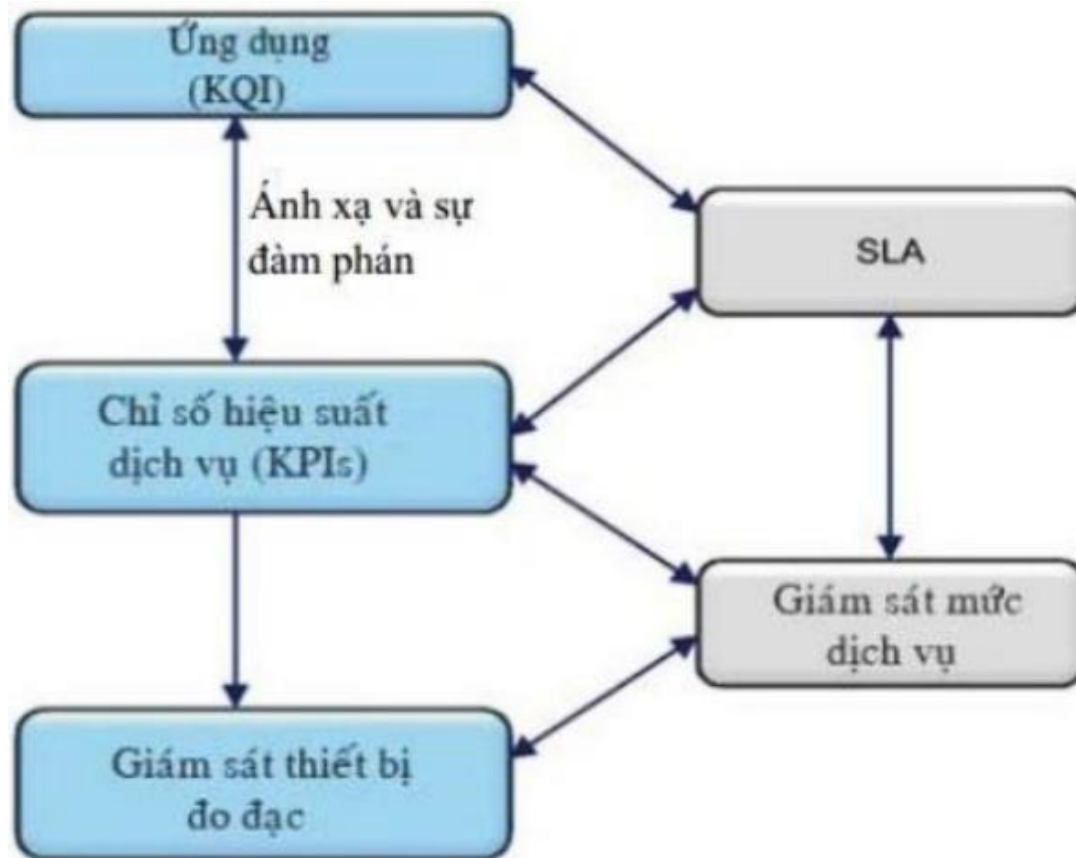 Ứng dụng
(KQI)
Ánh xạ và sự
đàm phán
SLA
Chỉ số hiệu suất
dịch vụ (KPIs)
Giám sát mức
dịch vụ
Giám sát thiết bị
đo đạc